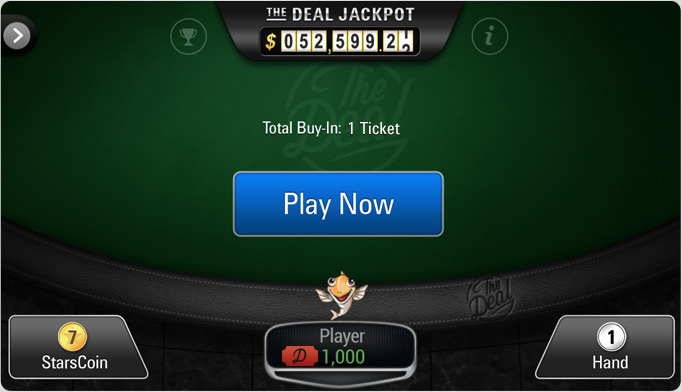 THE DEAL JACKPOT
$ 052,599.2
i
The Deal
Total Buy-In: 1 Ticket
Play Now
The Deal
7
StarsCoin
Player
D 1,000
1
Hand